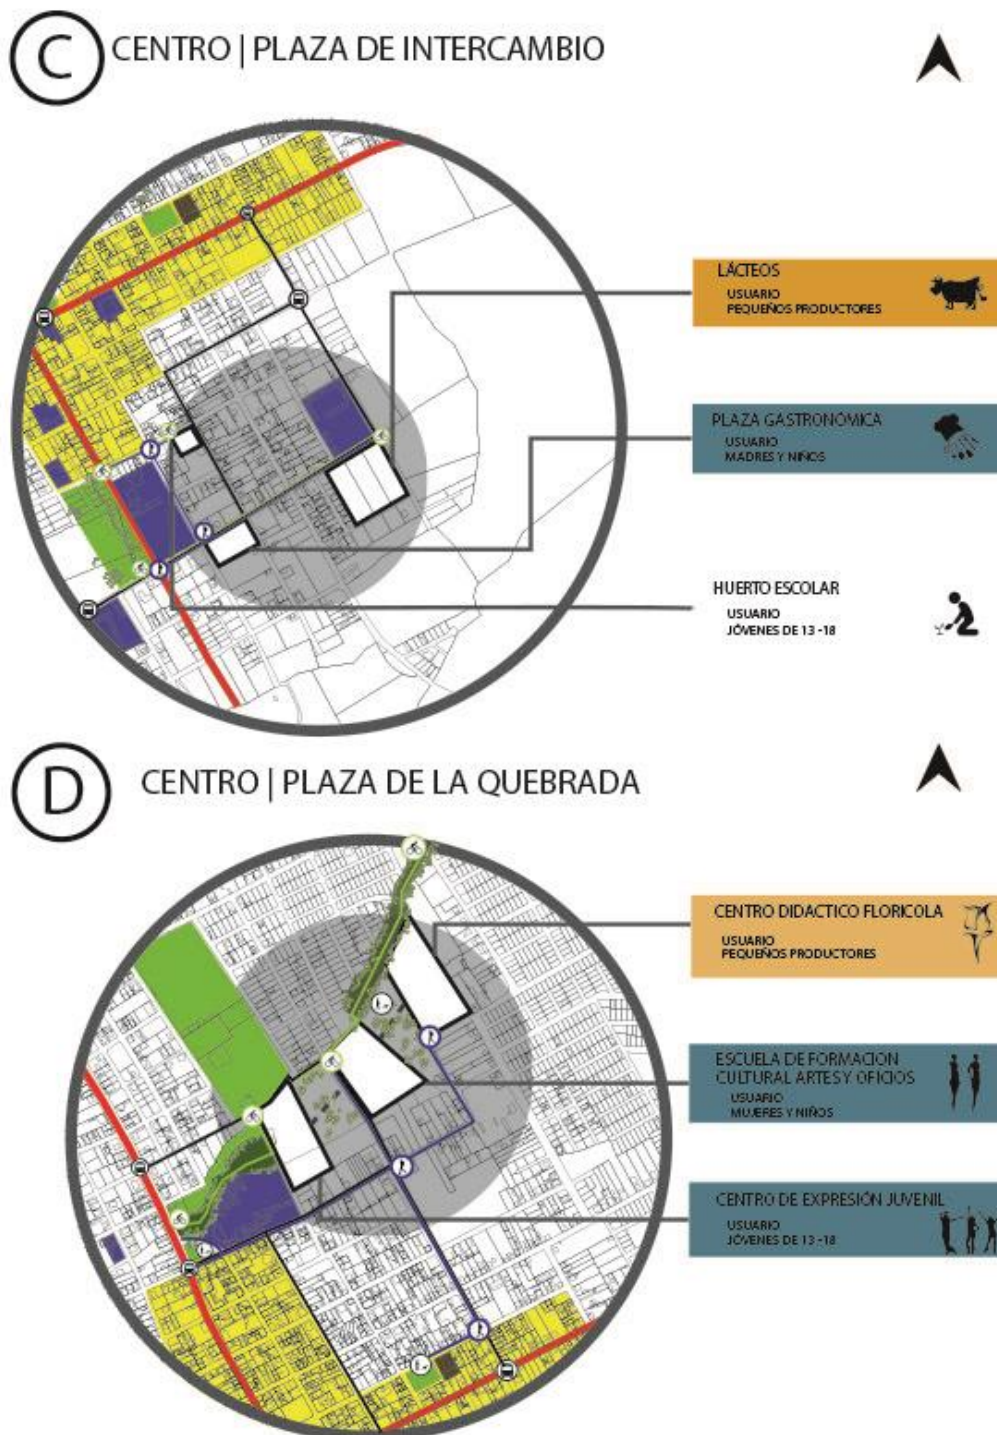 C CENTRO | PLAZA DE INTERCAMBIO
LÁCTEOS
USUARIO
PEQUEÑOS PRODUCTORES
PLAZA GASTRONÓMICA
USUARIO
MADRES Y NIÑOS
HUERTO ESCOLAR
USUARIO
JÓVENES DE 13 -18
D CENTRO | PLAZA DE LA QUEBRADA
CENTRO DIDACTICO FLORICOLA
USUARIO
PEQUEÑOS PRODUCTORES
ESCUELA DE FORMACION
CULTURAL ARTES Y OFICIOS
USUARIO
MUJERES Y NIÑOS
CENTRO DE EXPRESIÓN JUVENIL
USUARIO
JÓVENES DE 13 -18